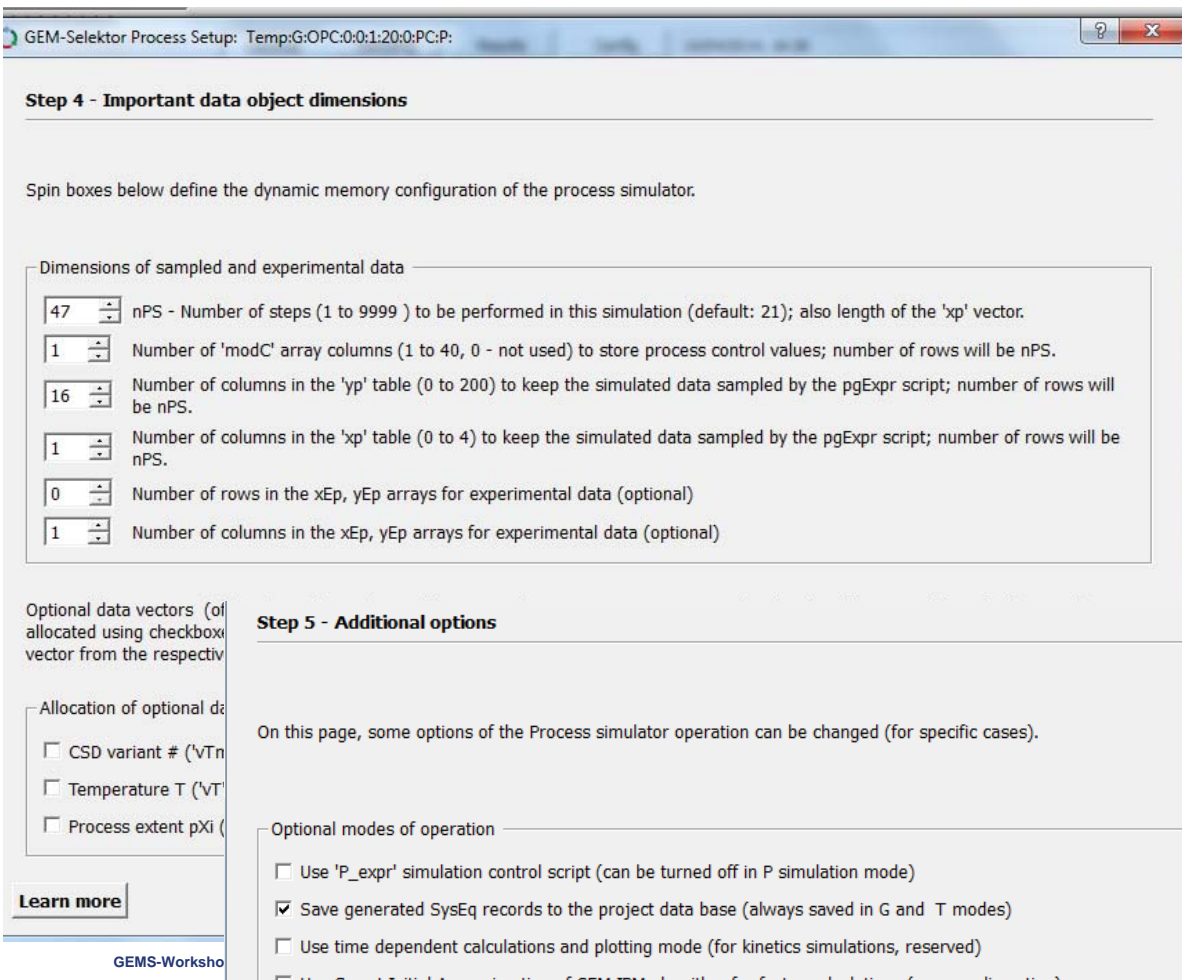 GEM-Selektor Process Setup: Temp:G:OPC:0:0:1:20:0:PC:P:
Step 4 - Important data object dimensions
Spin boxes below define the dynamic memory configuration of the process simulator.
Dimensions of sampled and experimental data
47 nPS - Number of steps (1 to 9999 ) to be performed in this simulation (default: 21); also length of the 'xp' vector.
1 Number of 'modC' array columns (1 to 40, 0 - not used) to store process control values; number of rows will be nPS.
16 Number of columns in the 'yp' table (0 to 200) to keep the simulated data sampled by the pgExpr script; number of rows will
be nPS.
1 Number of columns in the 'xp' table (0 to 4) to keep the simulated data sampled by the pgExpr script; number of rows will be
nPS.
0 Number of rows in the xEp, yEp arrays for experimental data (optional)
1 Number of columns in the xEp, yEp arrays for experimental data (optional)
Optional data vectors (of
allocated using checkboxe
vector from the respectiv
Allocation of optional da
CSD variant # ('vTm
Temperature T ('vT'
Process extent pXi (
Learn more
GEMS-Worksho
Step 5 - Additional options
On this page, some options of the Process simulator operation can be changed (for specific cases).
Optional modes of operation
Use 'P_expr' simulation control script (can be turned off in P simulation mode)
Save generated SysEq records to the project data base (always saved in G and T modes)
Use time dependent calculations and plotting mode (for kinetics simulations, reserved)